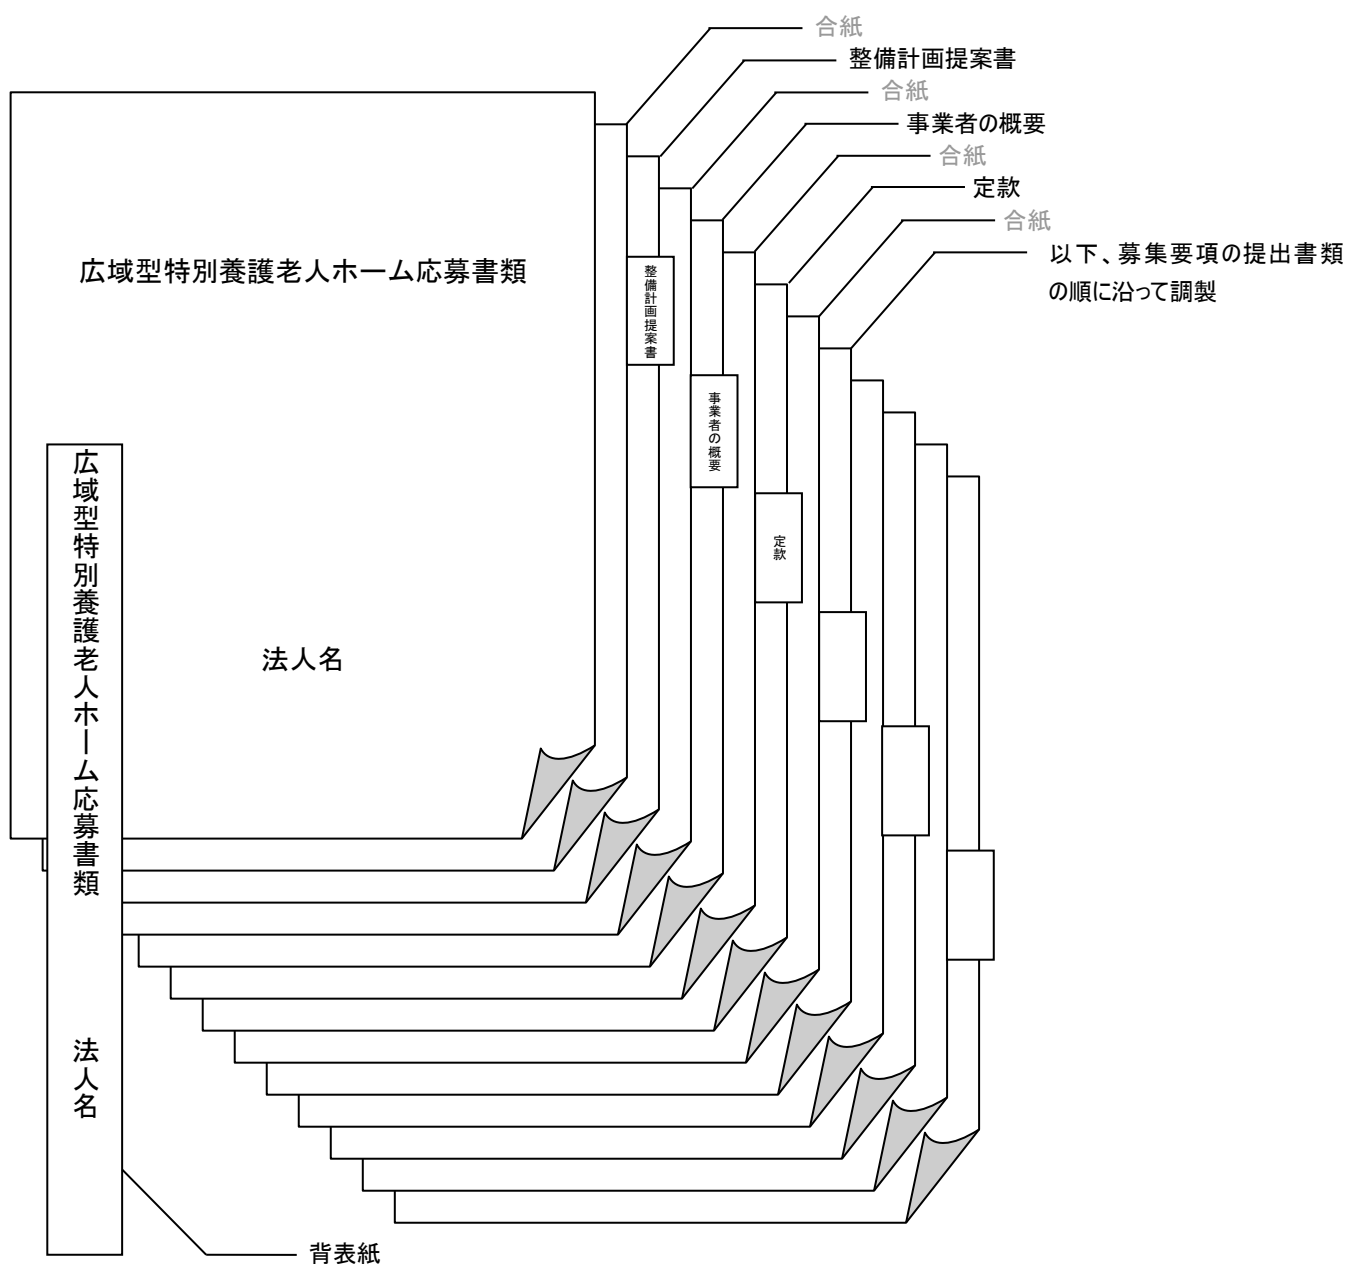 合紙
整備計画提案書
合紙
事業者の概要
合紙
定款
合紙
以下、募集要項の提出書類
の順に沿って調製
広域型特別養護老人ホーム応募書類
法人名
整備計画提案書
事業者の概要
定款
広域型特別養護老人ホーム応募書類
法人名
背表紙